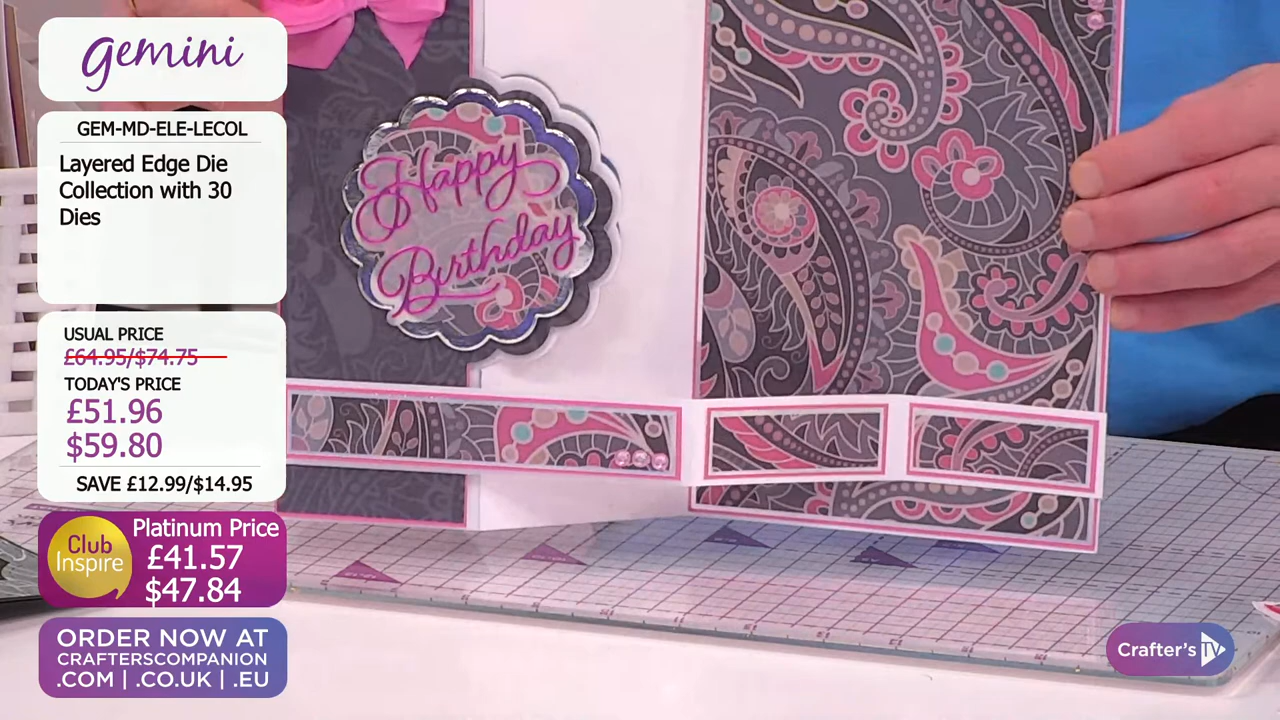 gemini
GEM-MD-ELE-LECOL
Layered Edge Die
Collection with 30
Dies
USUAL PRICE
£64.95/$74.75
TODAY'S PRICE
£51.96
$59.80
SAVE £12.99/$14.95
Club
Inspire
Platinum Price
£41.57
$47.84
ORDER NOW AT
CRAFTERSCOMPANION
.COM | .CO.UK | .EU
Happy
Birthday
Crafter's TV